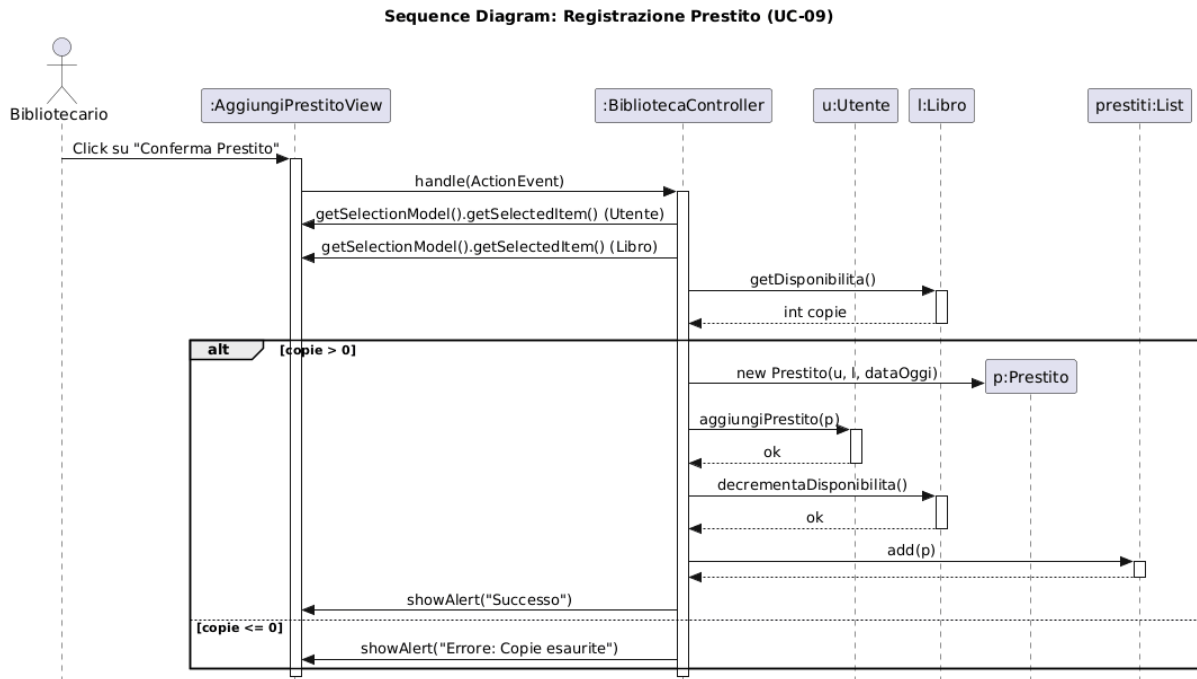 Sequence Diagram: Registrazione Prestito (UC-09)
Bibliotecario
:AggiungiPrestitoView
:BibliotecaController
u:Utente
l:Libro
prestiti:List
Click su "Conferma Prestito"
handle(ActionEvent)
getSelectionModel().getSelectedItem() (Utente)
getSelectionModel().getSelectedItem() (Libro)
getDisponibilita()
int copie
alt
[copie > 0]
new Prestito(u, l, dataOggi)
p:Prestito
aggiungiPrestito(p)
ok
decrementaDisponibilita()
ok
add(p)
showAlert("Successo")
[copie <= 0]
showAlert("Errore: Copie esaurite")